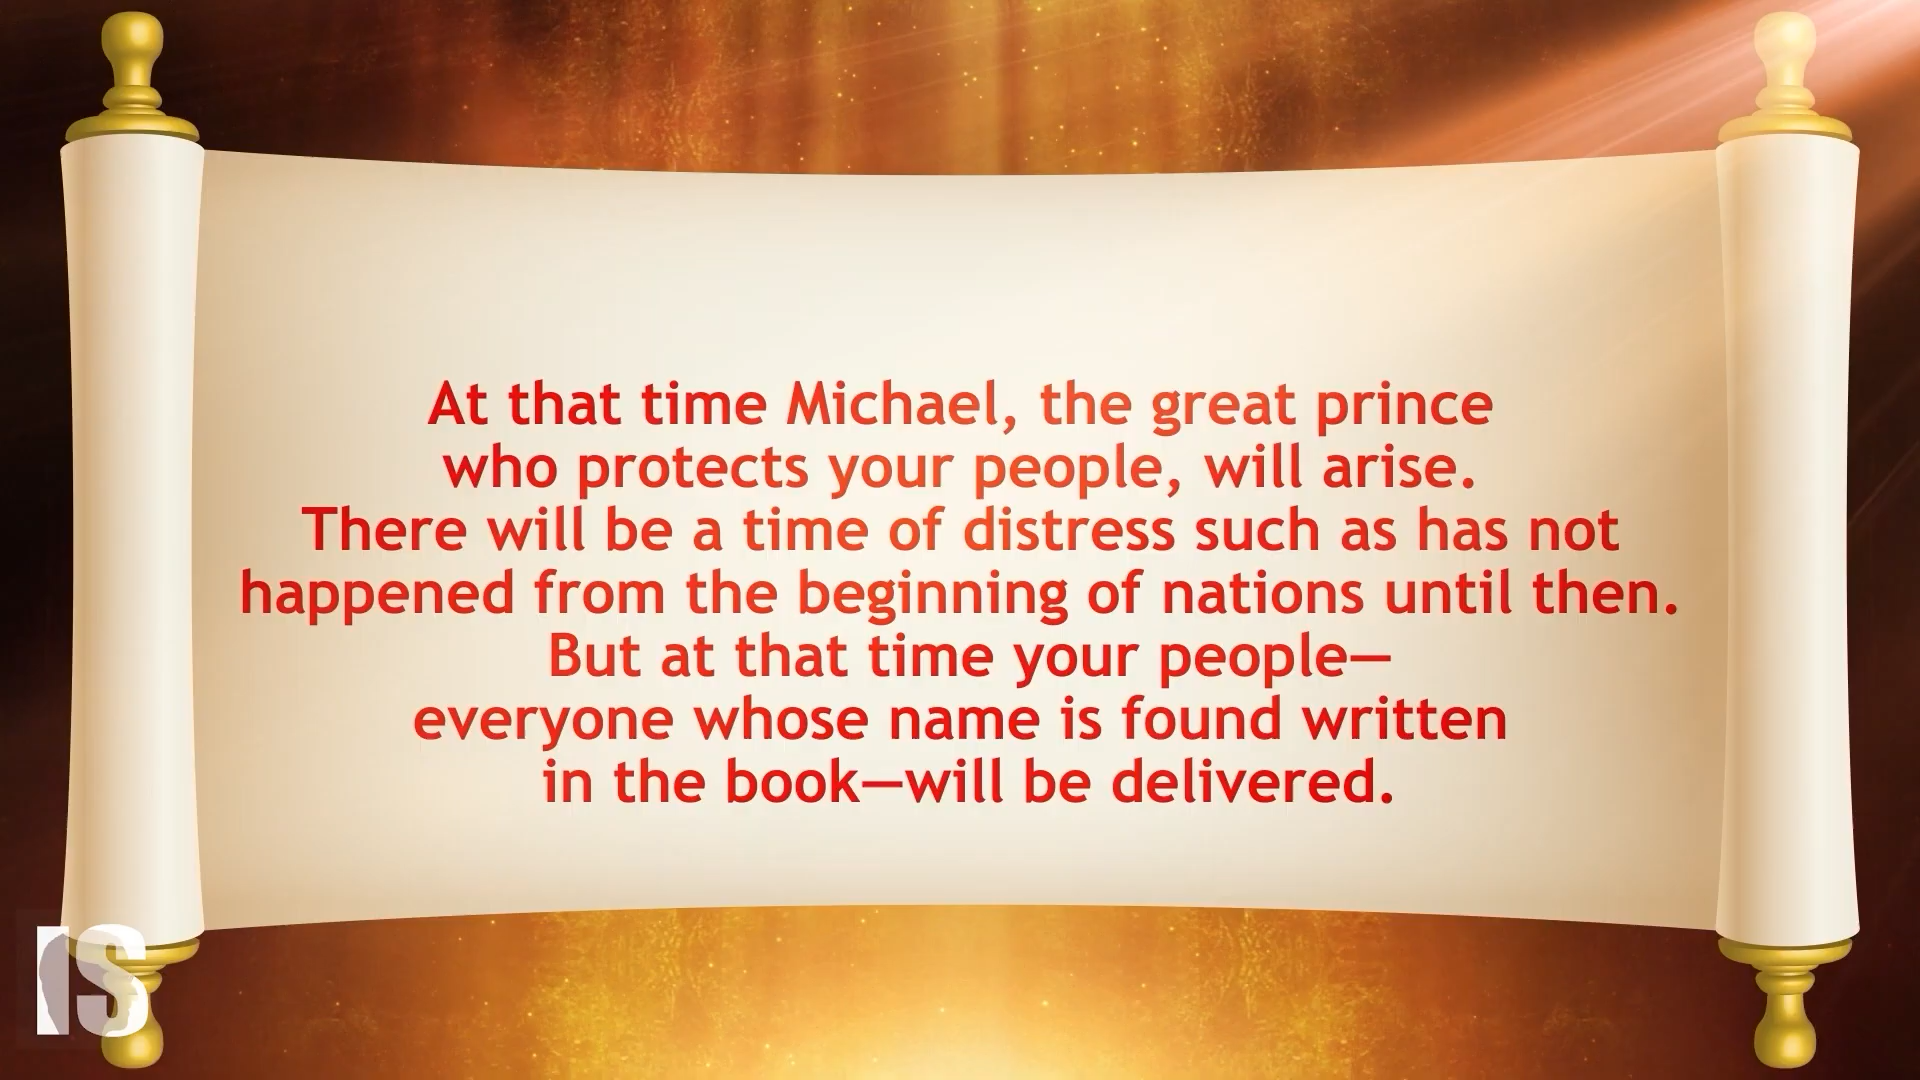 At that time Michael, the great prince
who protects your people, will arise.
There will be a time of distress such as has not
happened from the beginning of nations until then.
But at that time your people—
everyone whose name is found written
in the book—will be delivered.
IS